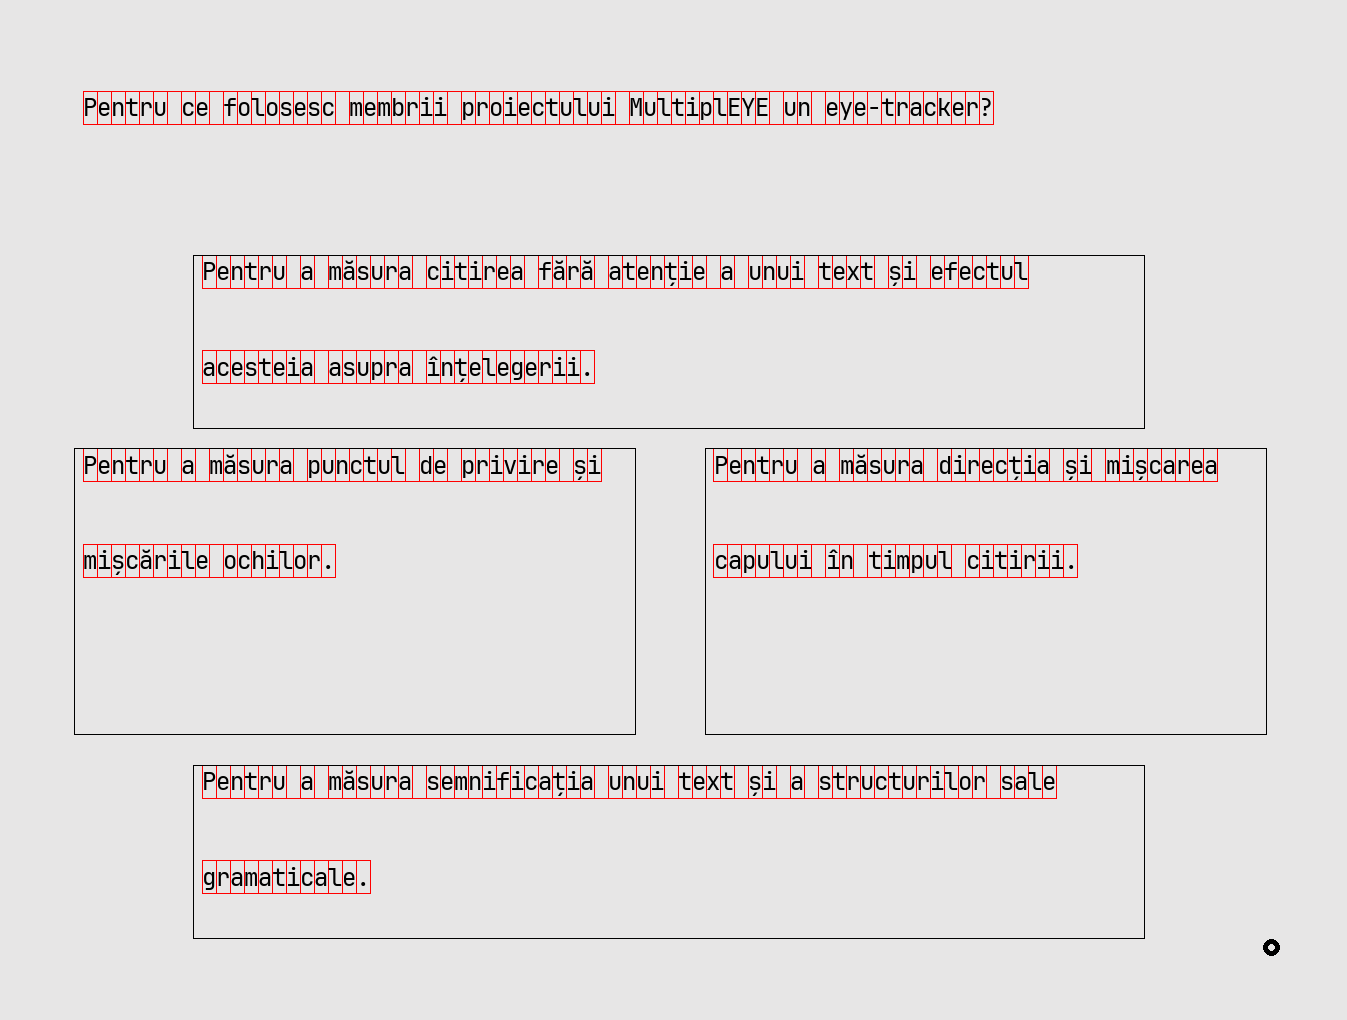 Pentru ce folosesc membrii proiectului MultiplEYE un eye-tracker?
Pentru a măsura citirea fără atenție a unui text și efectul
acesteia asupra înțelegerii.
Pentru a măsura punctul de privire și
mișcările ochilor.
Pentru a măsura direcția și mișcarea
capului în timpul citirii.
Pentru a măsura semnificația unui text și a structurilor sale
gramaticale.